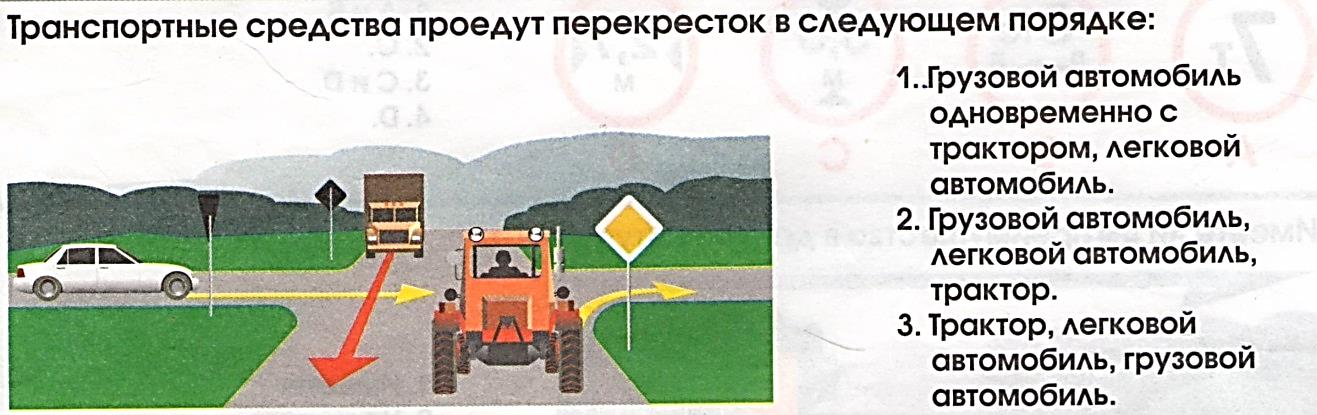 Транспортные средства проедут перекресток в следующем порядке:
1..Грузовой автомобиль
одновременно с
трактором, легковой
автомобиль.
2. Грузовой автомобиль,
легковой автомобиль,
трактор.
3. Трактор, легковой
автомобиль, грузовой
автомобиль.